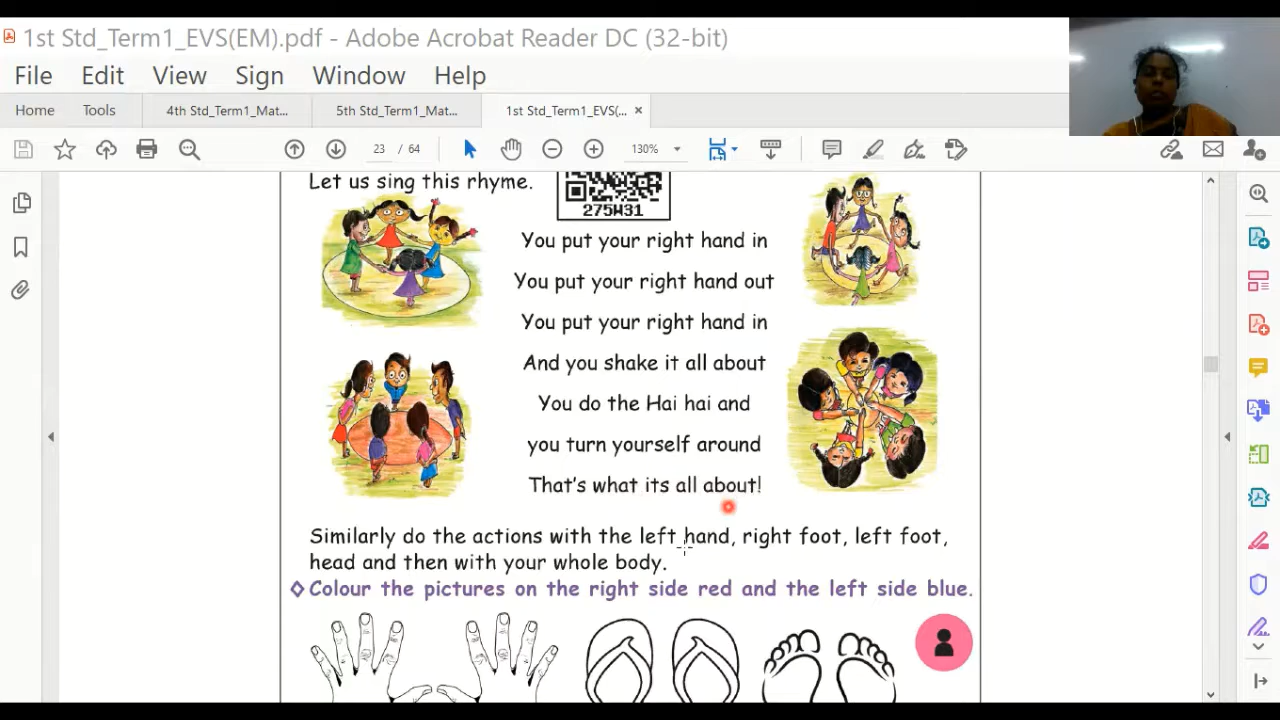 1st Std_Term1_EVS(EM).pdf - Adobe Acrobat Reader DC (32-bit)
File Edit View Sign Window Help
Home Tools 4th Std_Term1_Mat... 5th Std_Term1_Mat... 1st Std_Term1_EVS(... ×
23 / 64 130%
Let us sing this rhyme.
275W31
You put your right hand in
You put your right hand out
You put your right hand in
And you shake it all about
You do the Hai hai and
you turn yourself around
That's what its all about!
Similarly do the actions with the left hand, right foot, left foot,
head and then with your whole body.
Colour the pictures on the right side red and the left side blue.